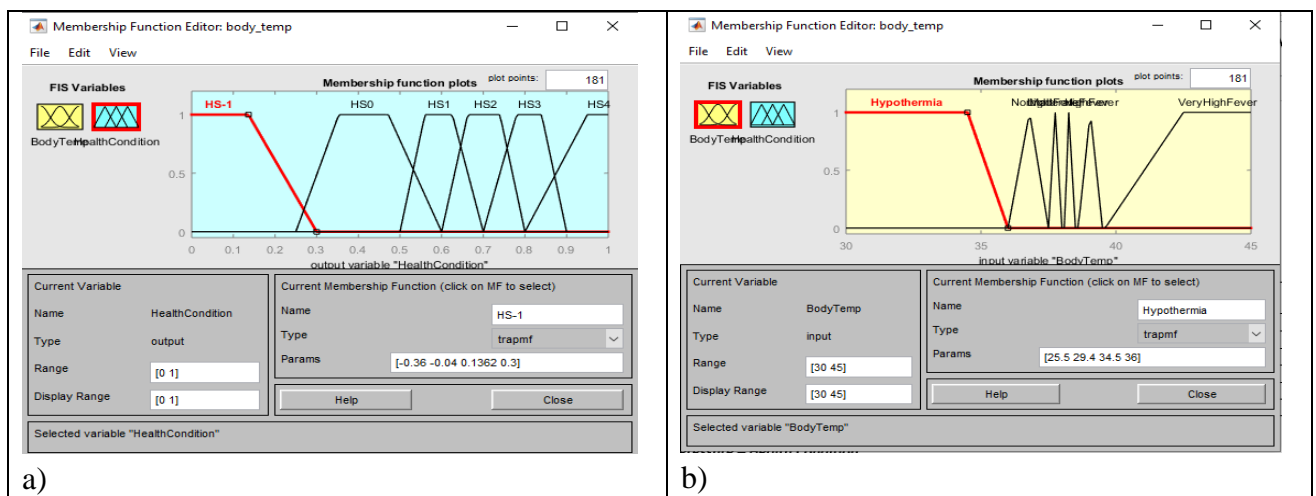 Membership Function Editor: body_temp
File Edit View
FIS Variables
Membership function plots plot points: 181
HS-1 HS0 HS1 HS2 HS3 HS4
BodyTemp HealthCondition
1
0.5
0
0 0.1 0.2 0.3 0.4 0.5 0.6 0.7 0.8 0.9 1
output variable "HealthCondition"
Current Variable
Name HealthCondition
Type output
Range [0 1]
Display Range [0 1]
Current Membership Function (click on MF to select)
Name HS-1
Type trapmf
Params [-0.36 -0.04 0.1362 0.3]
Help Close
Selected variable "HealthCondition"
a)
Membership Function Editor: body_temp
File Edit View
FIS Variables
Membership function plots plot points: 181
Hypothermia VeryHighFever
BodyTemp HealthCondition
1
0.5
0
30 35 40 45
input variable "BodyTemp"
Current Variable
Name BodyTemp
Type input
Range [30 45]
Display Range [30 45]
Current Membership Function (click on MF to select)
Name Hypothermia
Type trapmf
Params [25.5 29.4 34.5 36]
Help Close
Selected variable "BodyTemp"
b)